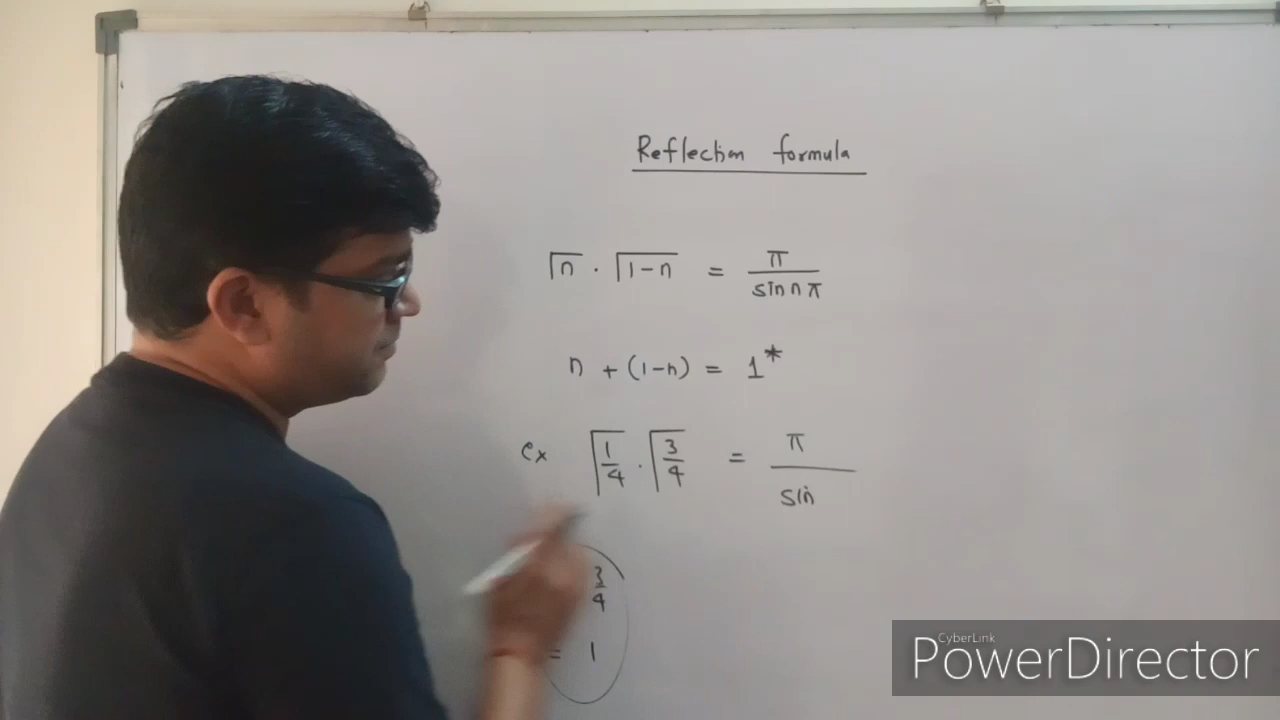 Reflection formula
Γn . Γ1-n = π / sin nπ
n + (1-n) = 1*
ex Γ1/4 . Γ3/4 = π / sin
3/4
= 1
CyberLink
PowerDirector